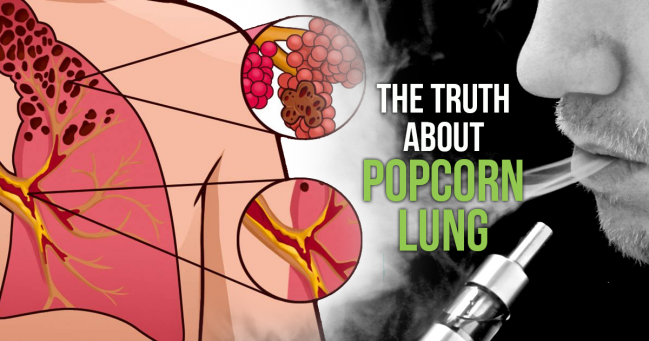 THE TRUTH
ABOUT
POPCORN
LUNG